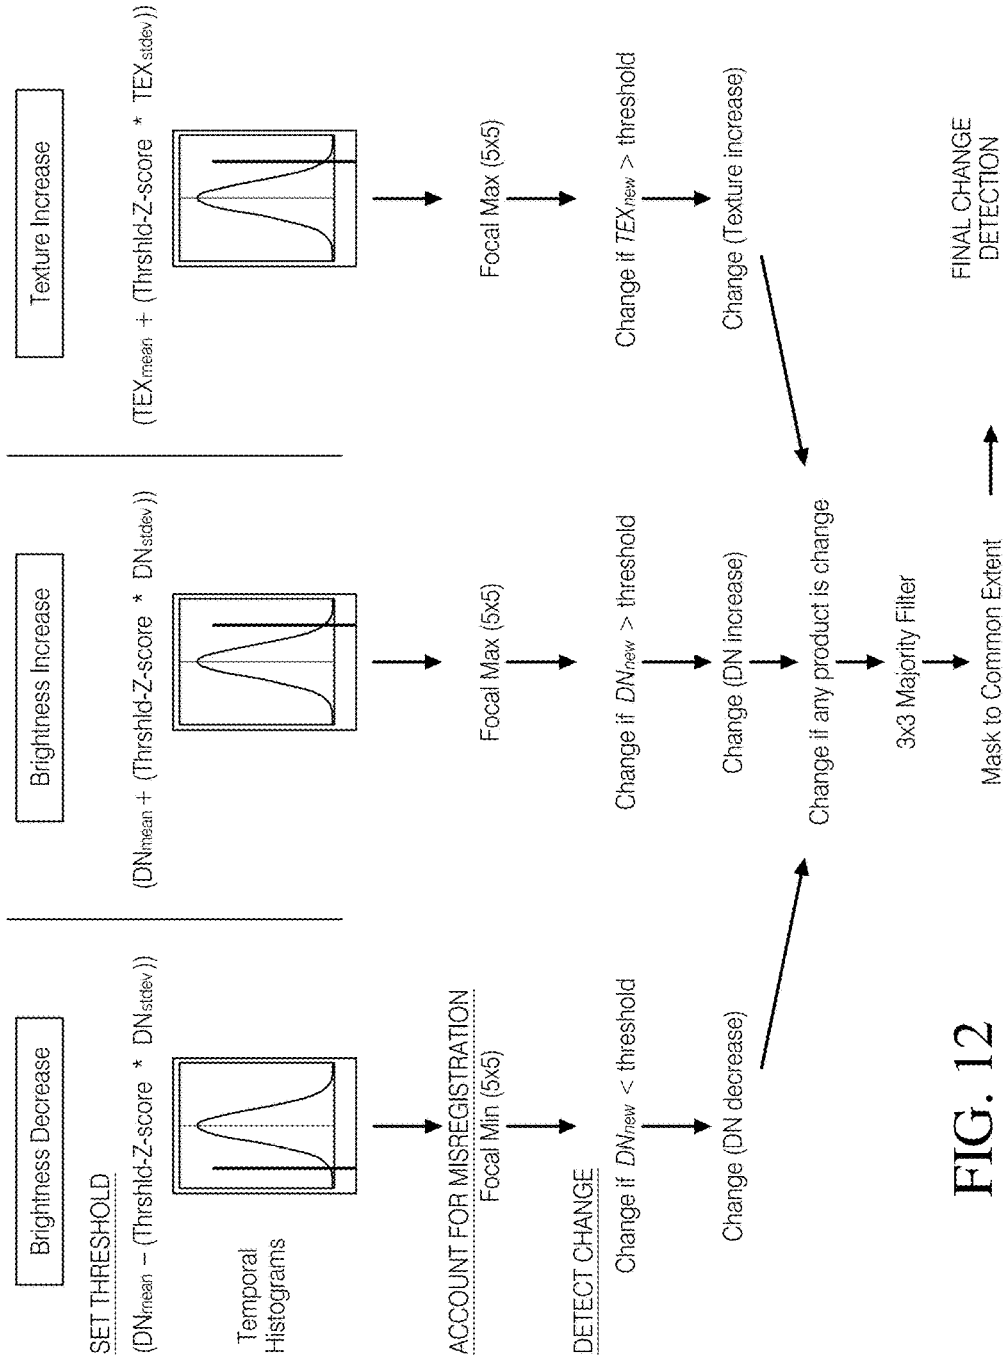 Brightness Decrease
Brightness Increase
Texture Increase
SET THRESHOLD
(DNmean − (Thrshld-Z-score * DNstdev))
(DNmean + (Thrshld-Z-score * DNstdev))
(TEXmean + (Thrshld-Z-score * TEXstdev))
Temporal
Histograms
ACCOUNT FOR MISREGISTRATION
Focal Min (5x5)
Focal Max (5x5)
Focal Max (5x5)
DETECT CHANGE
Change if DNnew < threshold
Change if DNnew > threshold
Change if TEXnew > threshold
Change (DN decrease)
Change (DN increase)
Change (Texture increase)
Change if any product is change
3x3 Majority Filter
Mask to Common Extent
FINAL CHANGE
DETECTION
FIG. 12